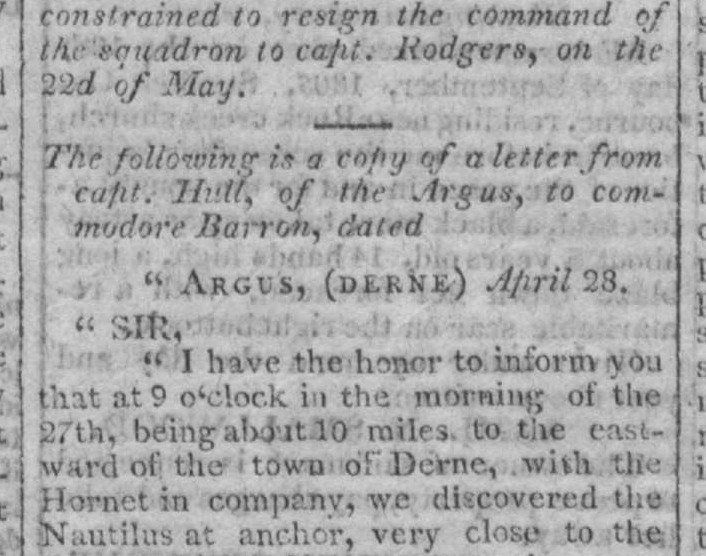 constrained to resign the command of
the squadron to capt. Rodgers, on the
22d of May.
The following is a copy of a letter from
capt. Hull, of the Argus, to com-
modore Barron, dated
" ARGUS, (DERNE) April 28.
" SIR,
" I have the honor to inform you
that at 9 o'clock in the morning of the
27th, being about 10 miles to the east-
ward of the town of Derne, with the
Hornet in company, we discovered the
Nautilus at anchor, very close to the